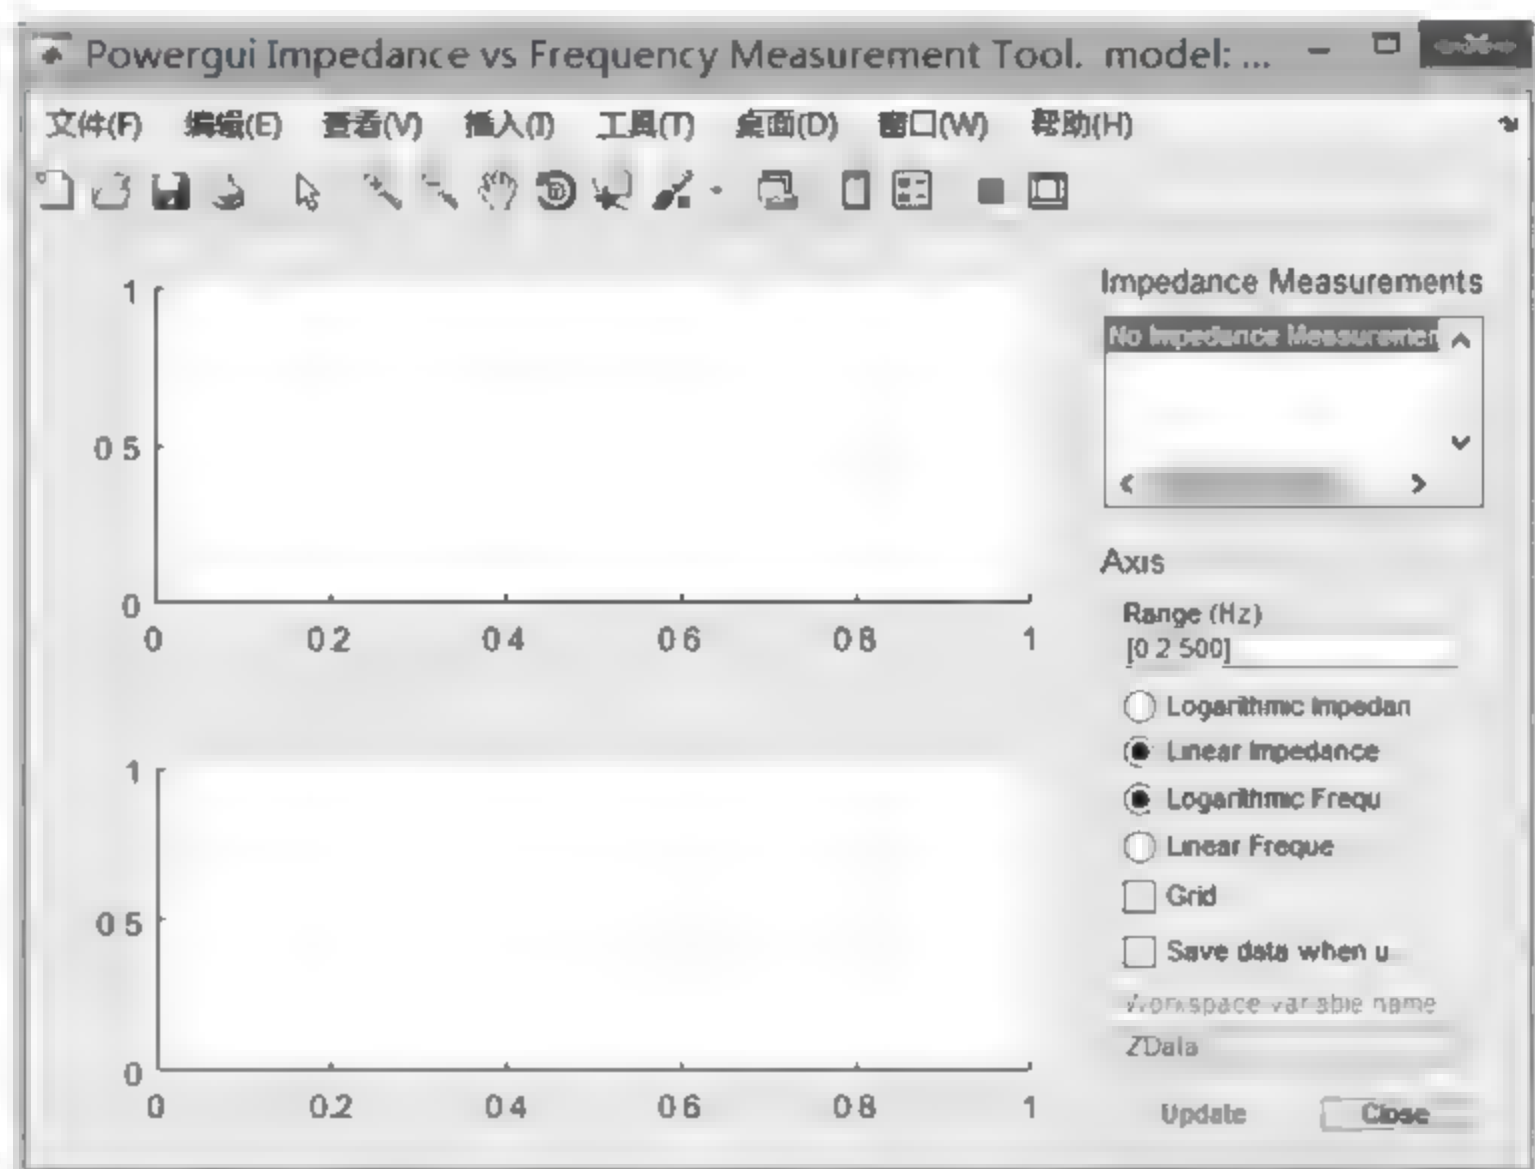 Powergui Impedance vs Frequency Measurement Tool. model: ...
文件(F) 编辑(E) 查看(V) 插入(I) 工具(T) 桌面(D) 窗口(W) 帮助(H)
1
0 5
0
0 0 2 0 4 0 6 0 8 1
1
0 5
0
0 0 2 0 4 0 6 0 8 1
Impedance Measurements
No Impedance Measuremen
Axis
Range (Hz)
[0 2 500]
Logarithmic Impedan
Linear Impedance
Logarithmic Frequ
Linear Freque
Grid
Save data when u
Workspace variable name
ZData
Update Close